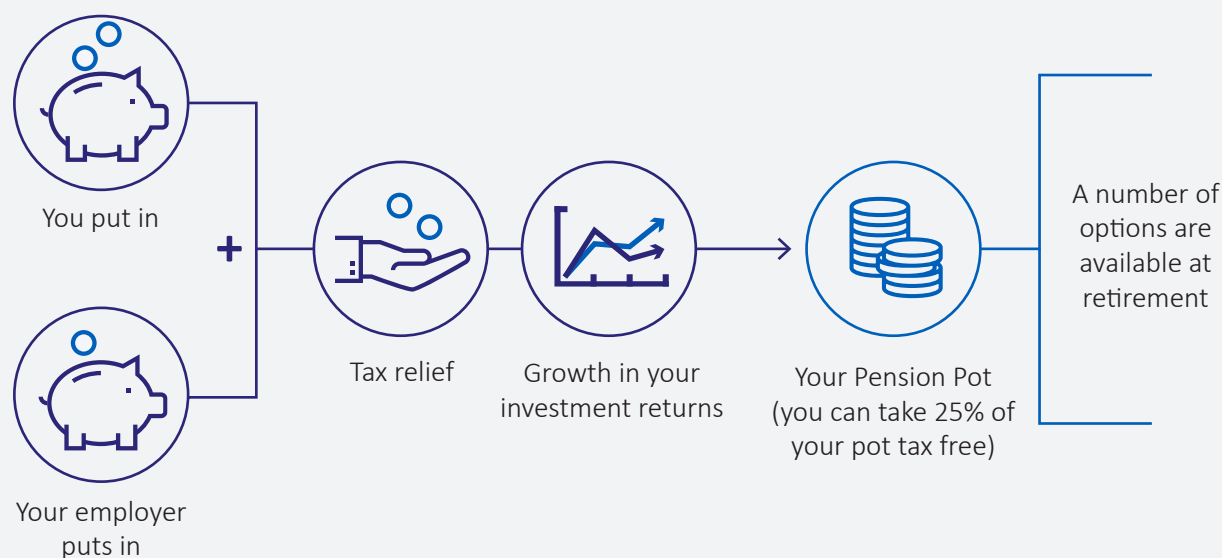 You put in
+
Your employer
puts in
Tax relief
Growth in your
investment returns
Your Pension Pot
(you can take 25% of
your pot tax free)
A number of
options are
available at
retirement